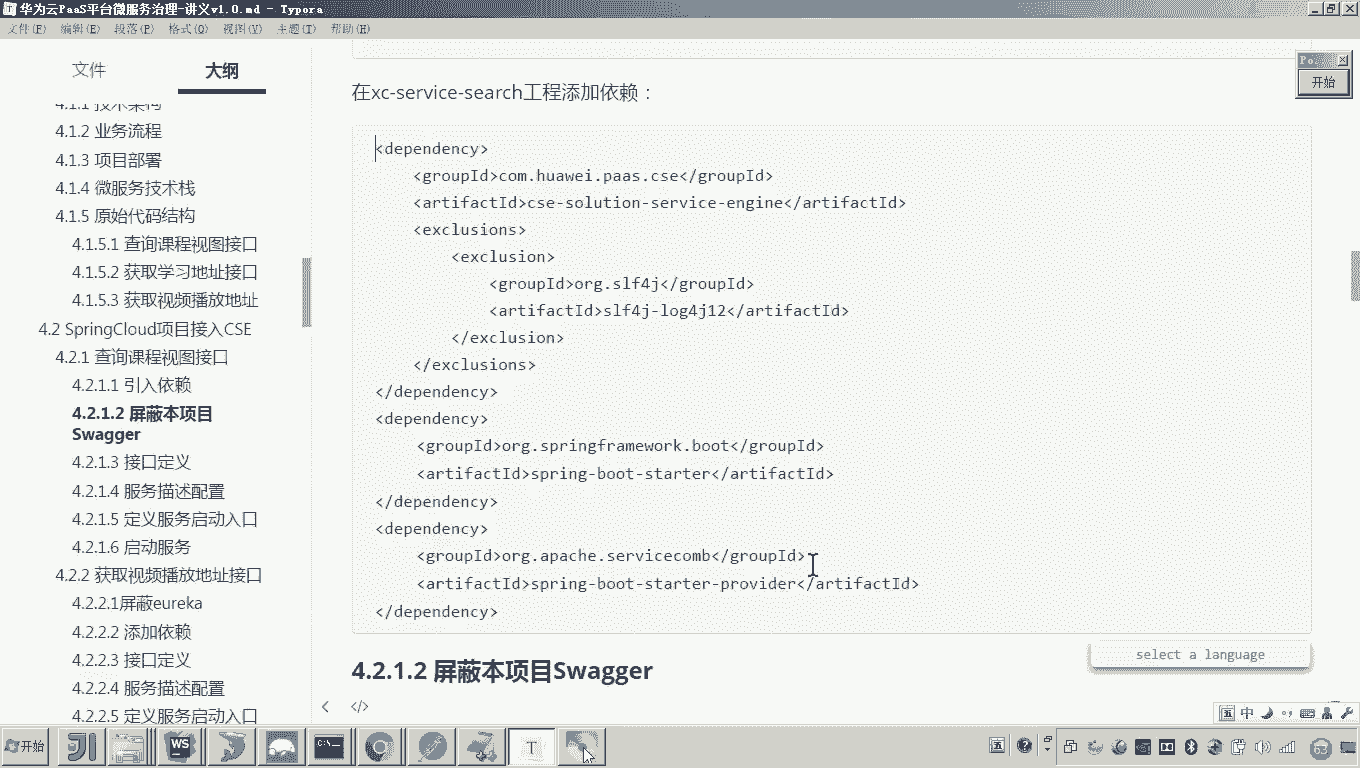 华为云PaaS平台微服务治理-讲义v1.0.md - Typora
文件(F) 编辑(E) 段落(P) 格式(O) 视图(V) 主题(T) 帮助(H)
文件 大纲
4.1.1 技术架构
4.1.2 业务流程
4.1.3 项目部署
4.1.4 微服务技术栈
4.1.5 原始代码结构
4.1.5.1 查询课程视图接口
4.1.5.2 获取学习地址接口
4.1.5.3 获取视频播放地址
4.2 SpringCloud项目接入CSE
4.2.1 查询课程视图接口
4.2.1.1 引入依赖
4.2.1.2 屏蔽本项目
Swagger
4.2.1.3 接口定义
4.2.1.4 服务描述配置
4.2.1.5 定义服务启动入口
4.2.1.6 启动服务
4.2.2 获取视频播放地址接口
4.2.2.1屏蔽eureka
4.2.2.2 添加依赖
4.2.2.3 接口定义
4.2.2.4 服务描述配置
4.2.2.5 定义服务启动入口
在xc-service-search工程添加依赖：
<dependency>
<groupId>com.huawei.paas.cse</groupId>
<artifactId>cse-solution-service-engine</artifactId>
<exclusions>
<exclusion>
<groupId>org.slf4j</groupId>
<artifactId>slf4j-log4j12</artifactId>
</exclusion>
</exclusions>
</dependency>
<dependency>
<groupId>org.springframework.boot</groupId>
<artifactId>spring-boot-starter</artifactId>
</dependency>
<dependency>
<groupId>org.apache.servicecomb</groupId>
<artifactId>spring-boot-starter-provider</artifactId>
</dependency>
select a language
4.2.1.2 屏蔽本项目Swagger
Po.
开始
五 中
开始
WS
T
五
63